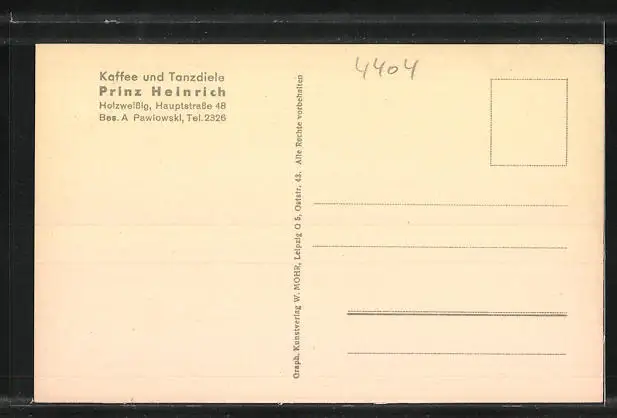 Kaffee und Tanzdiele
Prinz Heinrich
Holzweißig, Hauptstraße 48
Bes. A Pawlowski, Tel. 2326
Graph. Kunstverlag W. MOHR, Leipzig O 5, Oststr. 43. Alle Rechte vorbehalten
4404